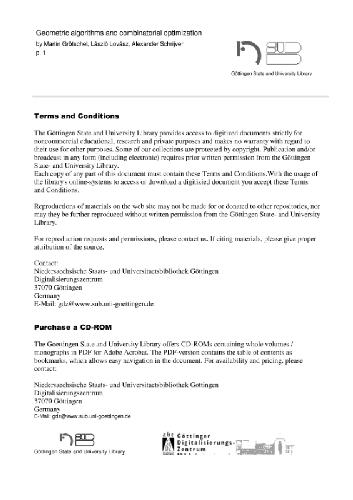 Geometric algorithms and combinatorial optimization
by Martin Grötschel, László Lovász, Alexander Schrijver
p. 1
Göttingen State and University Library
Terms and Conditions
The Göttingen State and University Library provides access to digitized documents strictly for
noncommercial educational, research and private purposes and makes no warranty with regard to
their use for other purposes. Some of our collections are protected by copyright. Publication and/or
broadcast in any form (including electronic) requires prior written permission from the Göttingen
State- and University Library.
Each copy of any part of this document must contain these Terms and Conditions. With the usage of
the library's online-systems to access or download a digitized document you accept these Terms
and Conditions.
Reproductions of materials on the web site may not be made for or donated to other repositories, nor
may they be further reproduced without written permission from the Göttingen State- and University
Library.
For reproduction requests and permissions, please contact us. If citing materials, please give proper
attribution of the source.
Contact:
Niedersaechsische Staats- und Universitaetsbibliothek Göttingen
Digitalisierungszentrum
37070 Göttingen
Germany
E-Mail: gdz@www.sub.uni-goettingen.de
Purchase a CD-ROM
The Goettingen State and University Library offers CD-ROMs containing whole volumes /
monographs in PDF for Adobe Acrobat. The PDF-version contains the table of contents as
bookmarks, which allows easy navigation in the document. For availability and pricing, please
contact:
Niedersaechsische Staats- und Universitaetsbibliothek Göttingen
Digitalisierungszentrum
37070 Göttingen
Germany
E-Mail: gdz@www.sub.uni-goettingen.de
Göttingen State and University Library
Göttinger
Digitalisierungs-
Zentrum